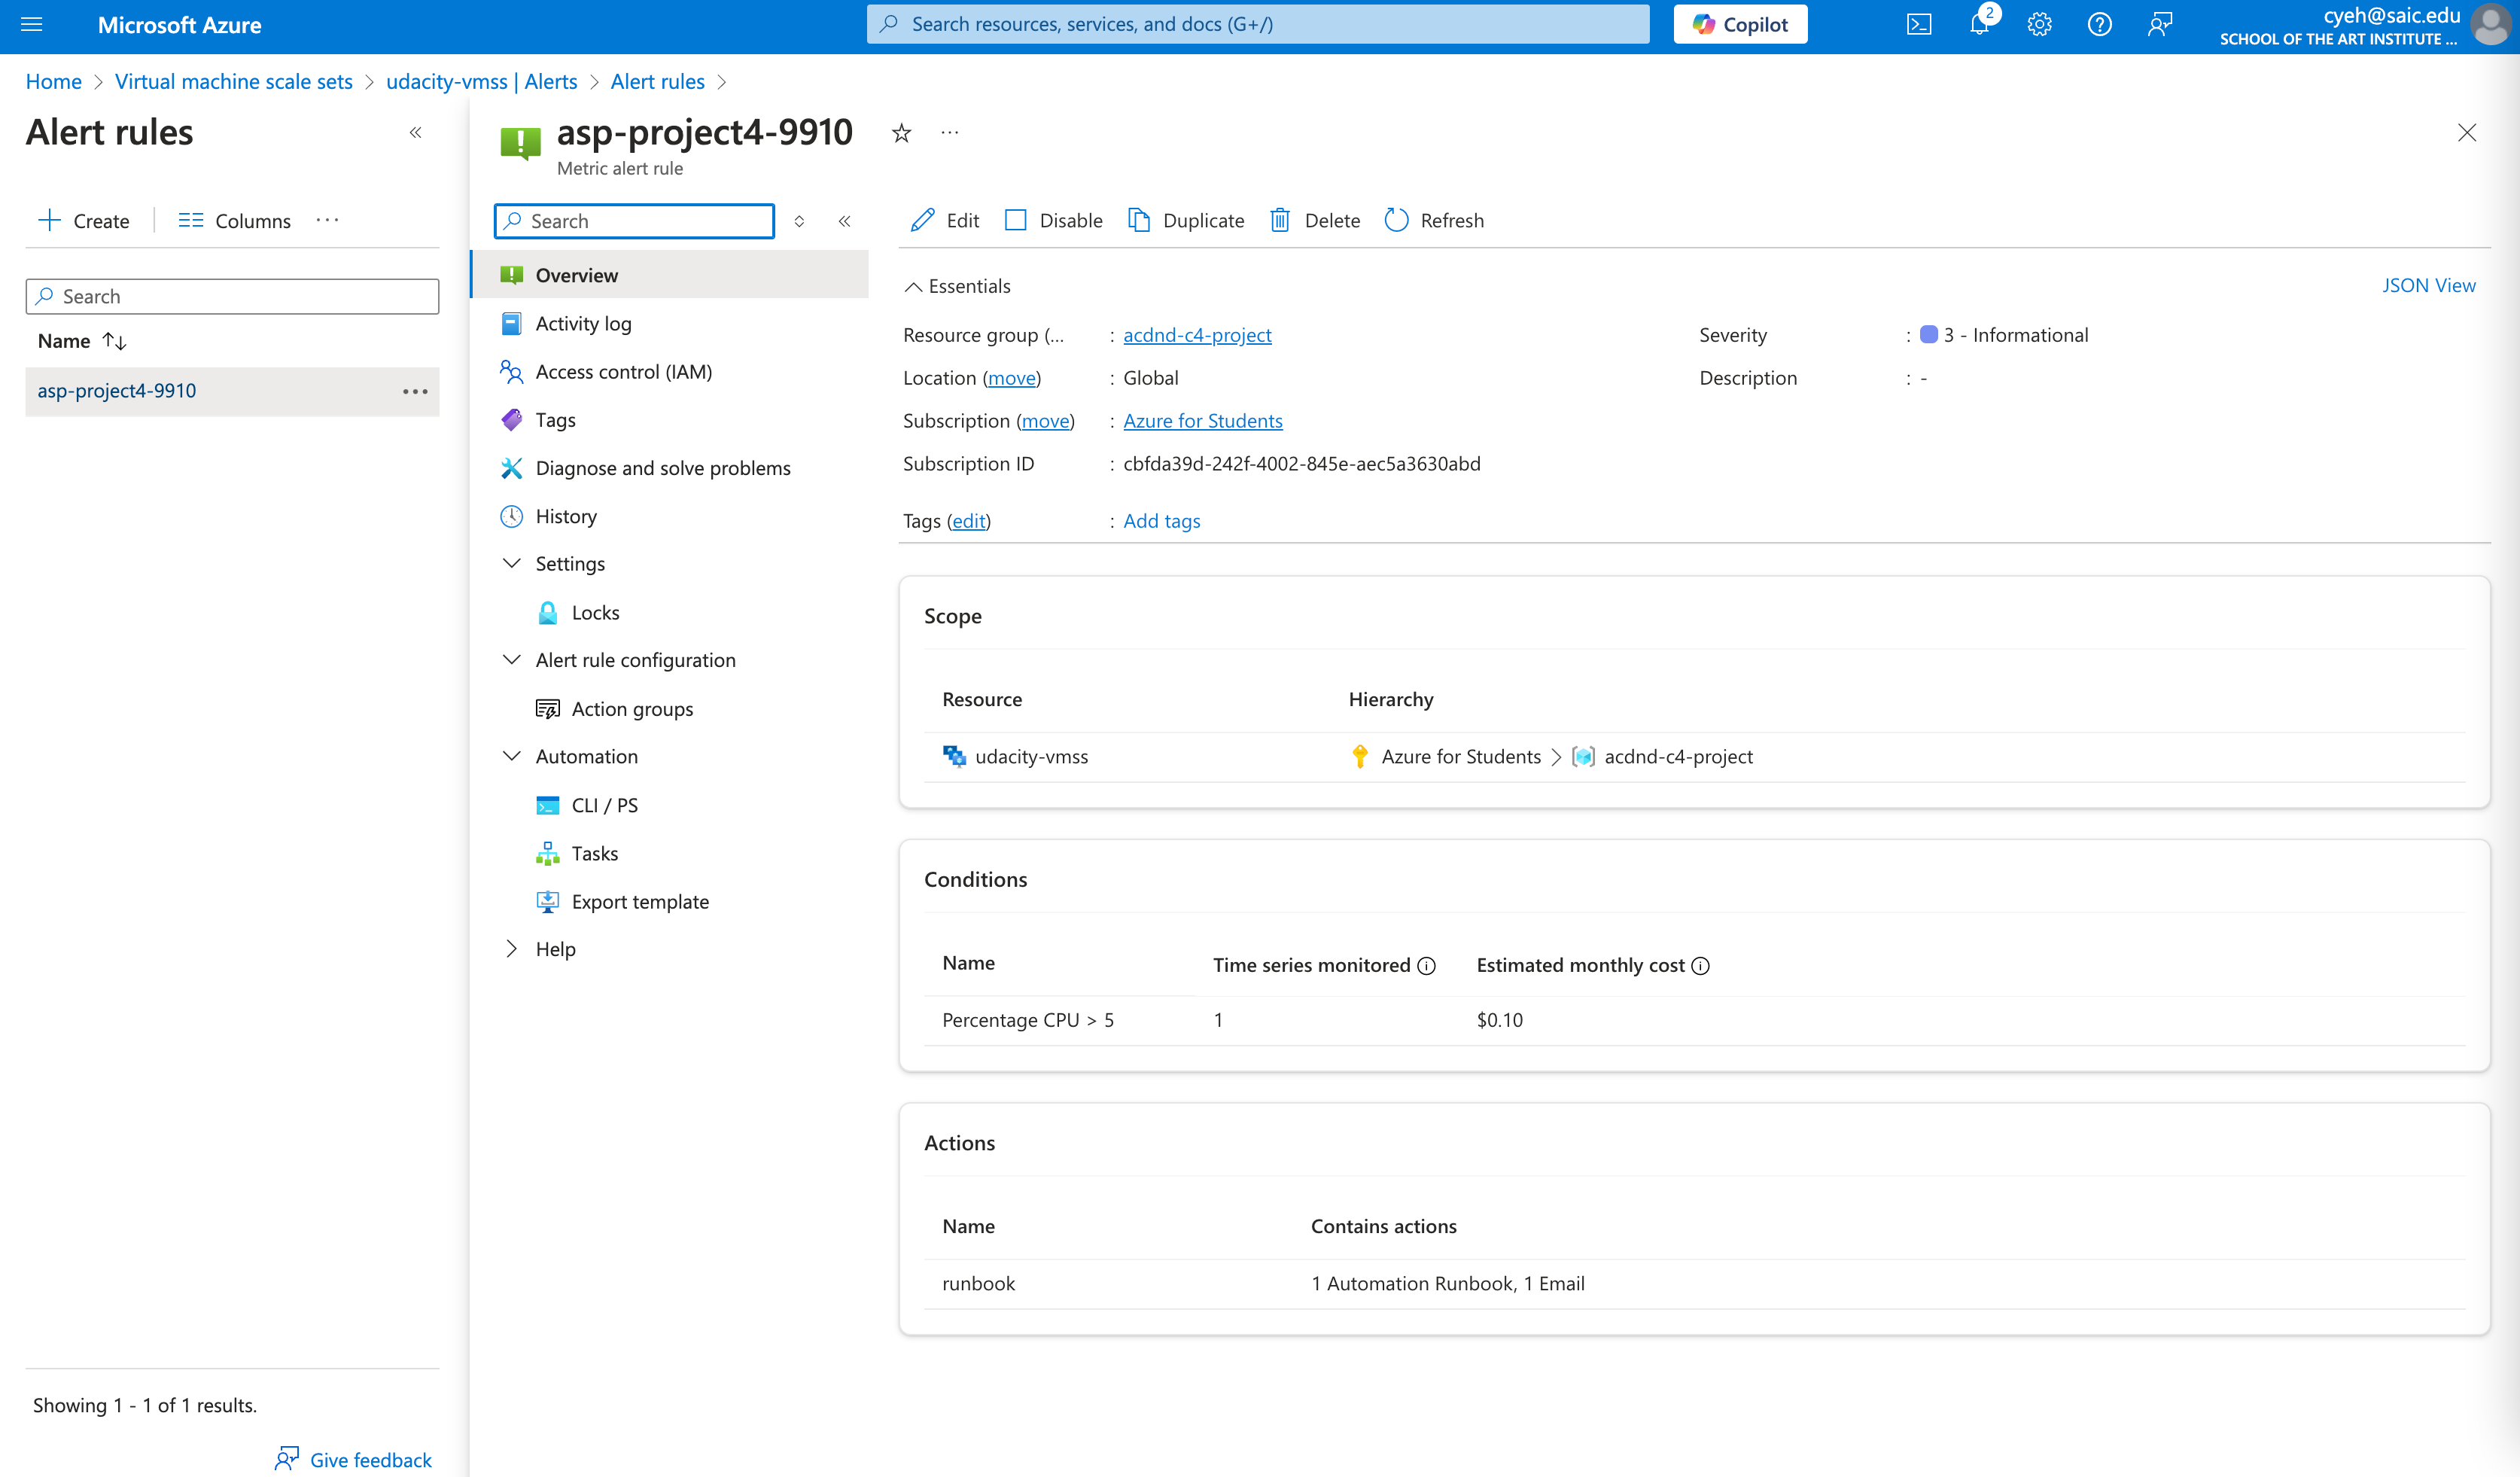 Microsoft Azure
Search resources, services, and docs (G+/)
Copilot
2
cyeh@saic.edu
SCHOOL OF THE ART INSTITUTE ...
Home > Virtual machine scale sets > udacity-vmss | Alerts > Alert rules >
Alert rules
Create
Columns
Search
Name
asp-project4-9910
Showing 1 - 1 of 1 results.
Give feedback
asp-project4-9910
Metric alert rule
Search
Overview
Activity log
Access control (IAM)
Tags
Diagnose and solve problems
History
Settings
Locks
Alert rule configuration
Action groups
Automation
CLI / PS
Tasks
Export template
Help
Edit
Disable
Duplicate
Delete
Refresh
Essentials
JSON View
Resource group (... : acdnd-c4-project
Location (move) : Global
Subscription (move) : Azure for Students
Subscription ID : cbfda39d-242f-4002-845e-aec5a3630abd
Tags (edit) : Add tags
Severity : 3 - Informational
Description : -
Scope
Resource Hierarchy
udacity-vmss Azure for Students > acdnd-c4-project
Conditions
Name Time series monitored Estimated monthly cost
Percentage CPU > 5 1 $0.10
Actions
Name Contains actions
runbook 1 Automation Runbook, 1 Email